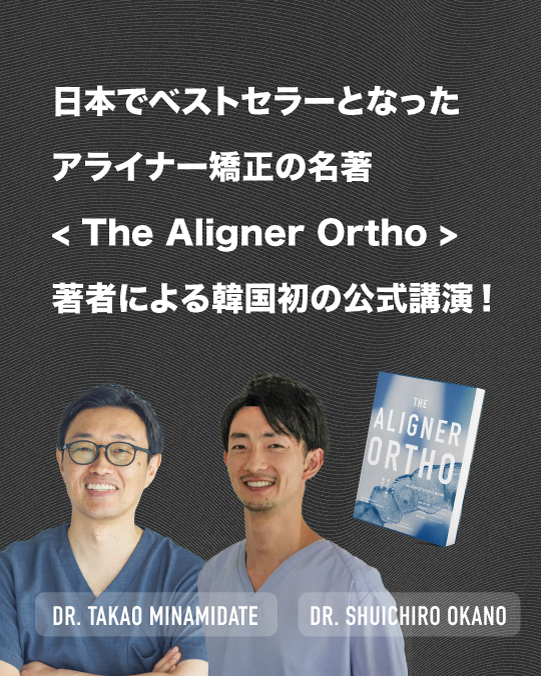 日本でベストセラーとなった
アライナー矯正の名著
< The Aligner Ortho >
著者による韓国初の公式講演！
THE
ALIGNER
ORTHO
DR. TAKAO MINAMIDATE
DR. SHUICHIRO OKANO